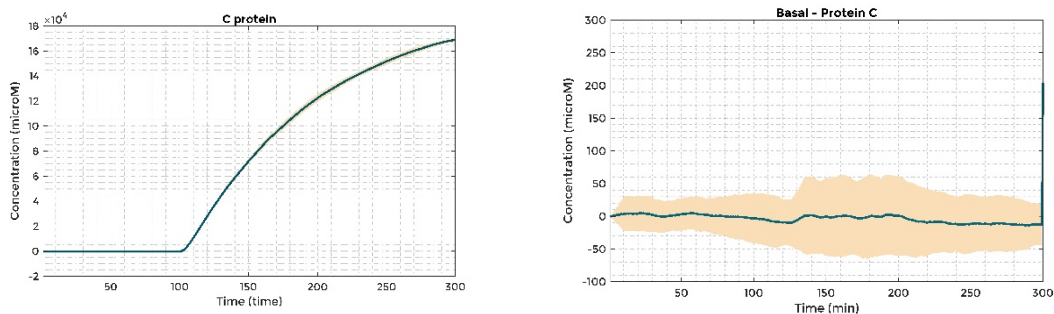 C protein
×10⁴
18
16
14
12
10
8
6
4
2
0
-2
50 100 150 200 250 300
Time (time)
Concentration (microM)
Basal - Protein C
300
250
200
150
100
50
0
-50
-100
50 100 150 200 250 300
Time (min)
Concentration (microM)